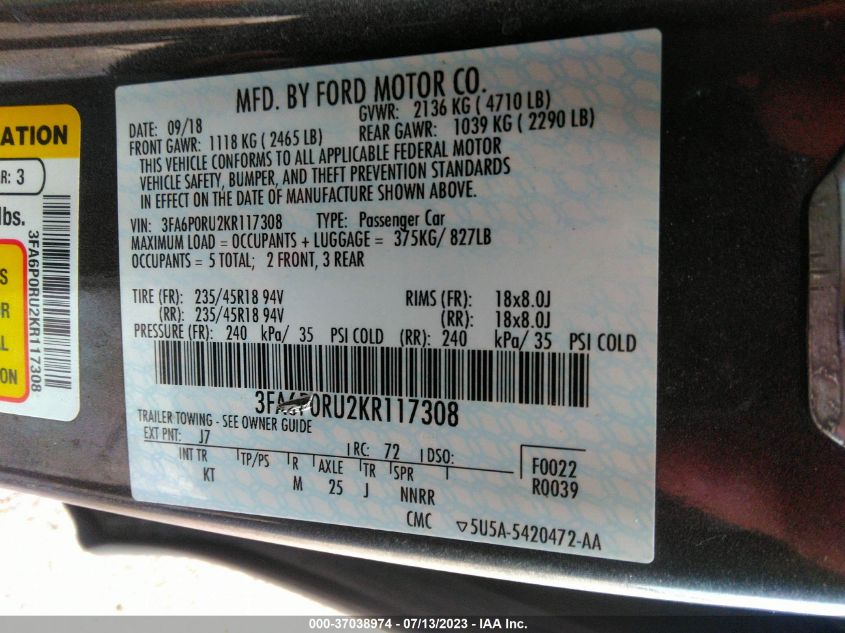 ATION
R: 3
lbs.
3FA6P0RU2KR117308
S
OR
AL
ON
MFD. BY FORD MOTOR CO.
DATE: 09/18 GVWR: 2136 KG ( 4710 LB)
FRONT GAWR: 1118 KG ( 2465 LB) REAR GAWR: 1039 KG ( 2290 LB)
THIS VEHICLE CONFORMS TO ALL APPLICABLE FEDERAL MOTOR
VEHICLE SAFETY, BUMPER, AND THEFT PREVENTION STANDARDS
IN EFFECT ON THE DATE OF MANUFACTURE SHOWN ABOVE.
VIN: 3FA6P0RU2KR117308 TYPE: Passenger Car
MAXIMUM LOAD = OCCUPANTS + LUGGAGE = 375KG/ 827LB
OCCUPANTS = 5 TOTAL; 2 FRONT, 3 REAR
TIRE (FR): 235/45R18 94V RIMS (FR): 18x8.0J
(RR): 235/45R18 94V (RR): 18x8.0J
PRESSURE (FR): 240 kPa/ 35 PSI COLD (RR): 240 kPa/ 35 PSI COLD
3FA6P0RU2KR117308
TRAILER TOWING - SEE OWNER GUIDE
EXT PNT: J7 RC: 72 DSO: F0022
INT TR TP/PS R AXLE TR SPR R0039
KT M 25 J NNRR
CMC ▽5U5A-5420472-AA
000-37038974 / 07/13/2023 - IAA Inc.